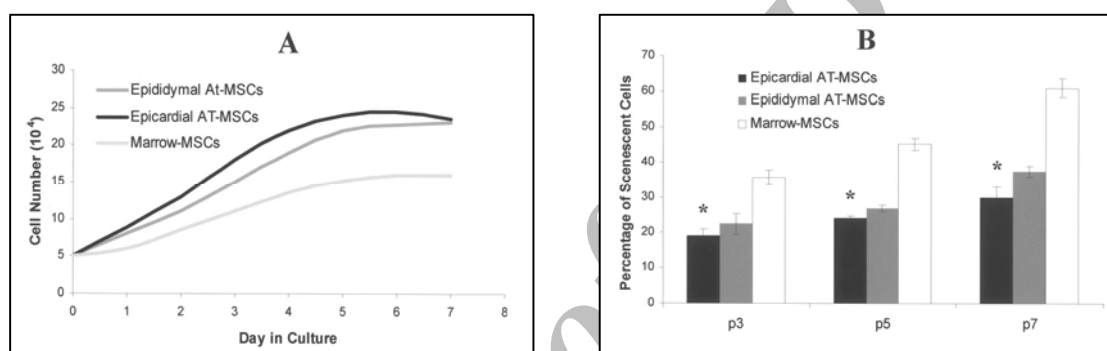 A
30
25
20
15
10
5
0
Cell Number (10⁴)
Epididymal At-MSCs
Epicardial AT-MSCs
Marrow-MSCs
0 1 2 3 4 5 6 7 8
Day in Culture
B
70
60
50
40
30
20
10
0
Percentage of Scenescent Cells
Epicardial AT-MSCs
Epididymal AT-MSCs
Marrow-MSCs
* * *
p3 p5 p7